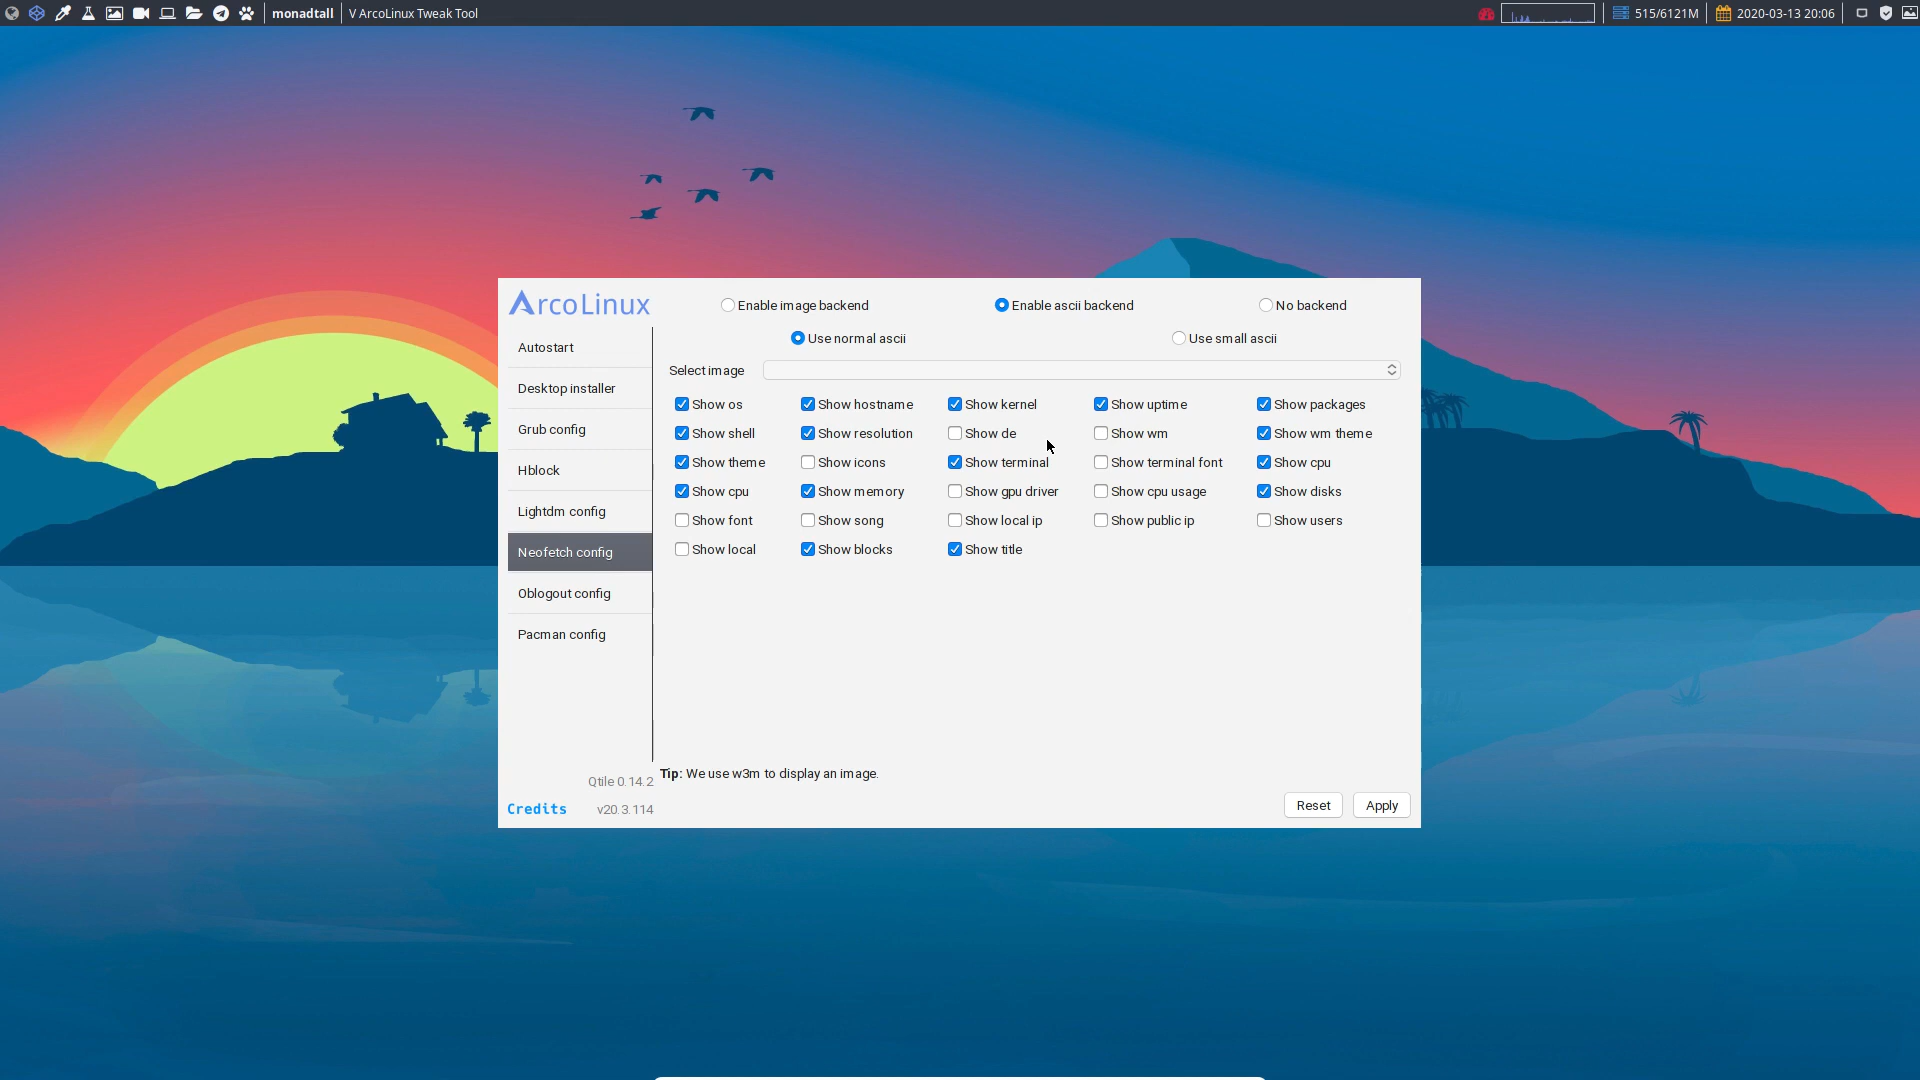 monadtall V ArcoLinux Tweak Tool 515/6121M 2020-03-13 20:06
ArcoLinux
Enable image backend Enable ascii backend No backend
Use normal ascii Use small ascii
Autostart
Desktop installer
Grub config
Hblock
Lightdm config
Neofetch config
Oblogout config
Pacman config
Select image
Show os Show hostname Show kernel Show uptime Show packages
Show shell Show resolution Show de Show wm Show wm theme
Show theme Show icons Show terminal Show terminal font Show cpu
Show cpu Show memory Show gpu driver Show cpu usage Show disks
Show font Show song Show local ip Show public ip Show users
Show local Show blocks Show title
Tip: We use w3m to display an image.
Qtile 0.14.2
Credits v20.3.114
Reset Apply